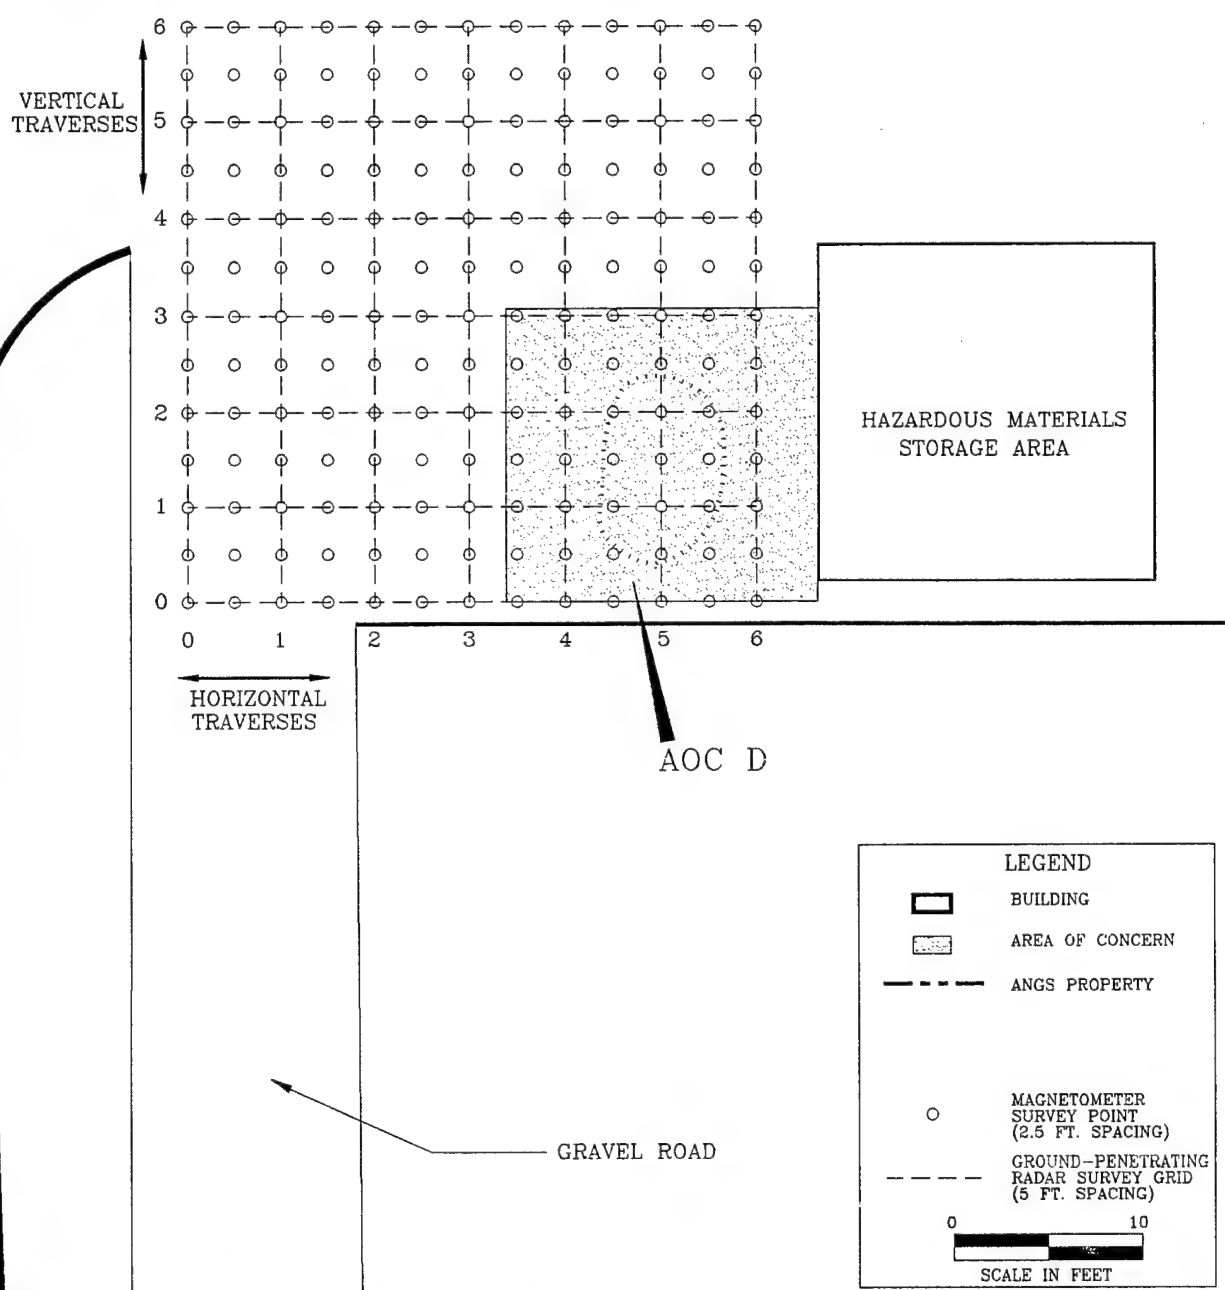 6
VERTICAL
TRAVERSES
5
4
3
2
1
0
0 1 2 3 4 5 6
HORIZONTAL
TRAVERSES
HAZARDOUS MATERIALS
STORAGE AREA
AOC D
GRAVEL ROAD
LEGEND
BUILDING
AREA OF CONCERN
ANGS PROPERTY
MAGNETOMETER
SURVEY POINT
(2.5 FT. SPACING)
GROUND-PENETRATING
RADAR SURVEY GRID
(5 FT. SPACING)
0 10
SCALE IN FEET